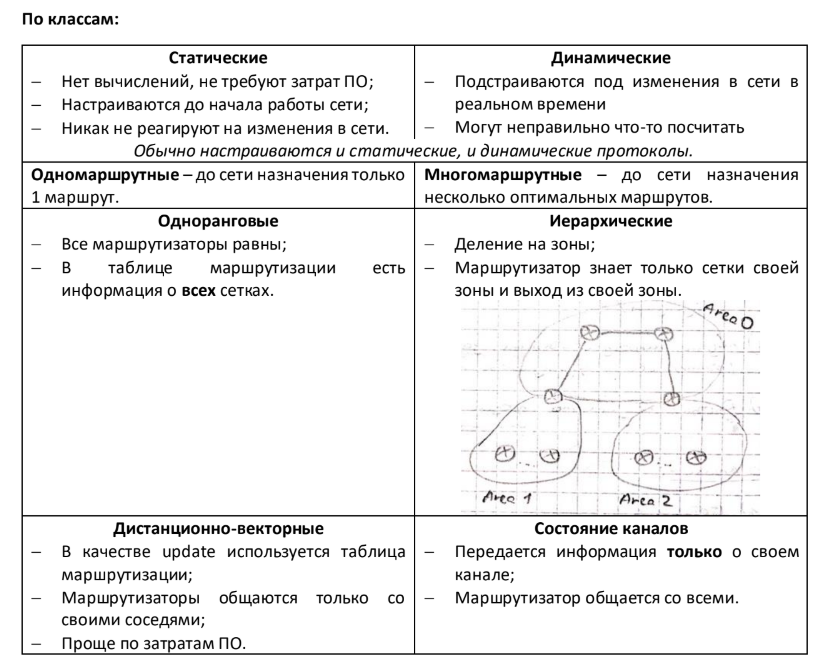 По классам:
Статические
– Нет вычислений, не требуют затрат ПО;
– Настраиваются до начала работы сети;
– Никак не реагируют на изменения в сети.
Динамические
– Подстраиваются под изменения в сети в
реальном времени
– Могут неправильно что-то посчитать
Обычно настраиваются и статические, и динамические протоколы.
Одномаршрутные – до сети назначения только
1 маршрут.
Многомаршрутные – до сети назначения
несколько оптимальных маршрутов.
Одноранговые
– Все маршрутизаторы равны;
– В таблице маршрутизации есть
информация о всех сетках.
Иерархические
– Деление на зоны;
– Маршрутизатор знает только сетки своей
зоны и выход из своей зоны.
Area 0
Area 1
Area 2
Дистанционно-векторные
– В качестве update используется таблица
маршрутизации;
– Маршрутизаторы общаются только со
своими соседями;
– Проще по затратам ПО.
Состояние каналов
– Передается информация только о своем
канале;
– Маршрутизатор общается со всеми.